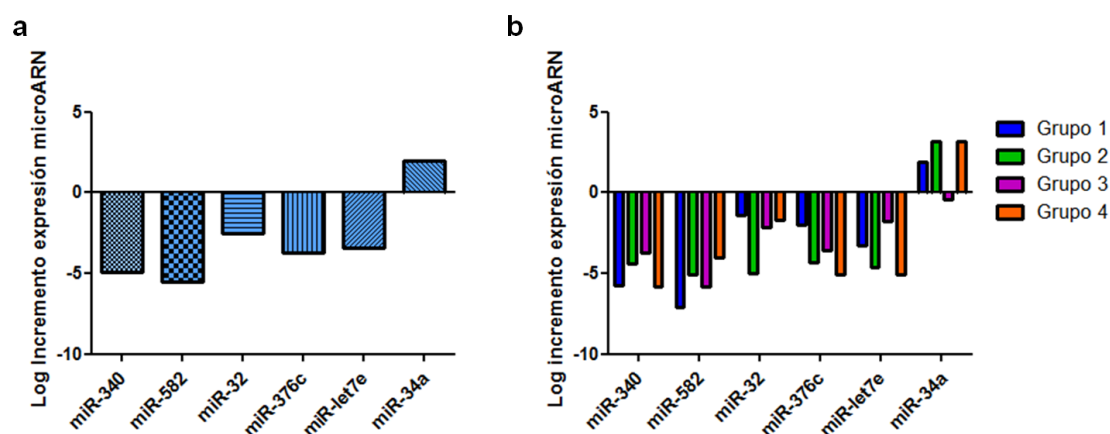 a
Log Incremento expresión microARN
5
0
-5
-10
miR-340
miR-582
miR-32
miR-376c
miR-let7e
miR-34a
b
Log incremento expresión microARN
5
0
-5
-10
miR-340
miR-582
miR-32
miR-376c
miR-let7e
miR-34a
Grupo 1
Grupo 2
Grupo 3
Grupo 4